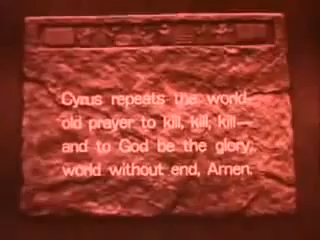 Cyrus repeats the world-
old prayer to kill, kill, kill—
and to God be the glory,
world without end, Amen.